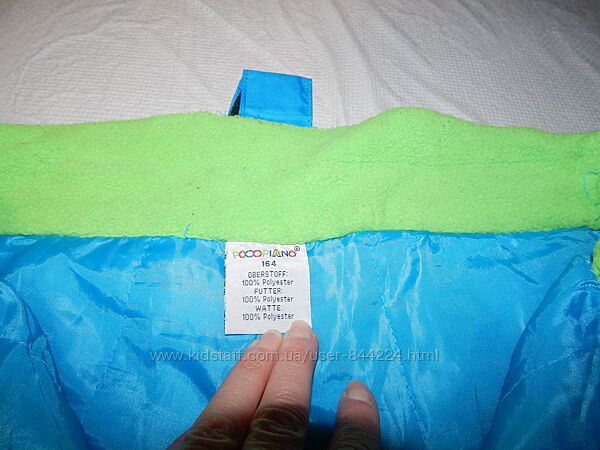 POCOPIANO
164
OBERSTOFF:
100% Polyester
FUTTER:
100% Polyester
WATTE:
100% Polyester
www.kidstaff.com.ua/user-844224.html